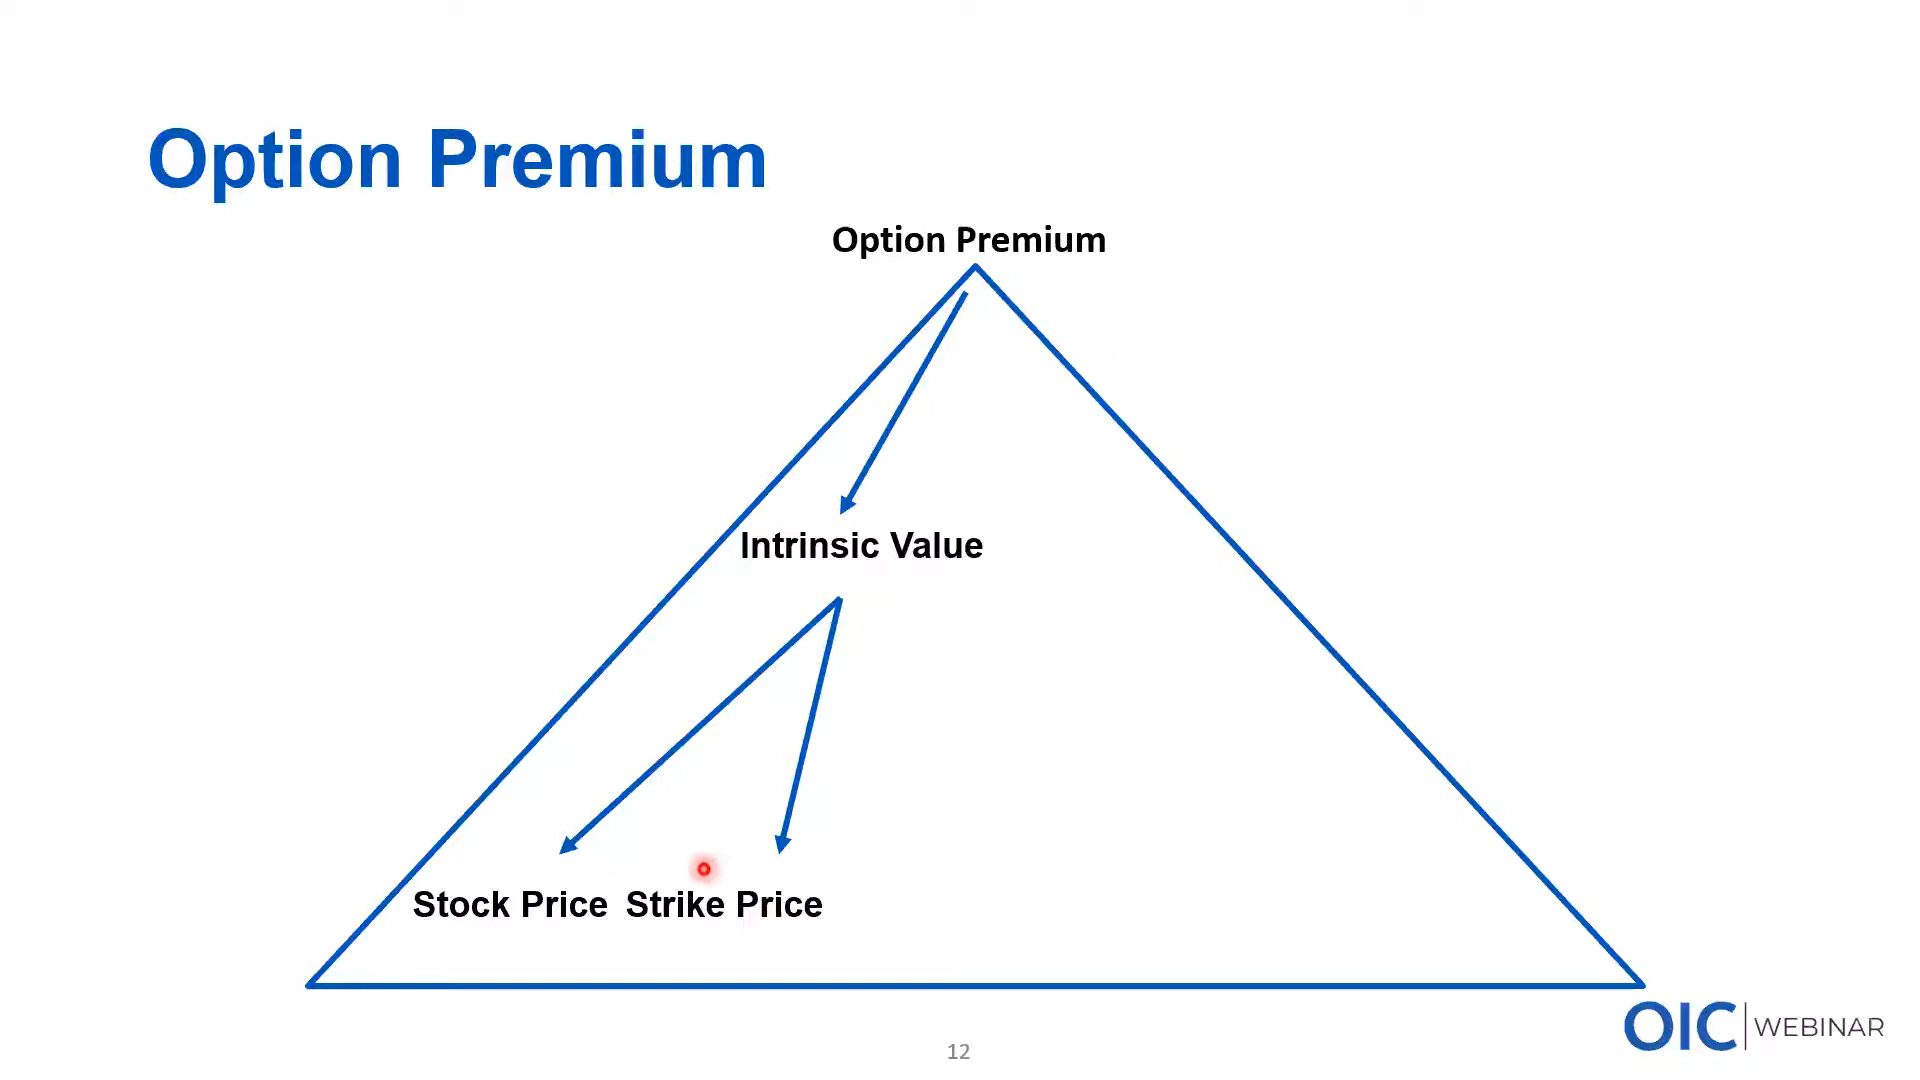 Option Premium
Option Premium
Intrinsic Value
Stock Price Strike Price
OIC WEBINAR
12